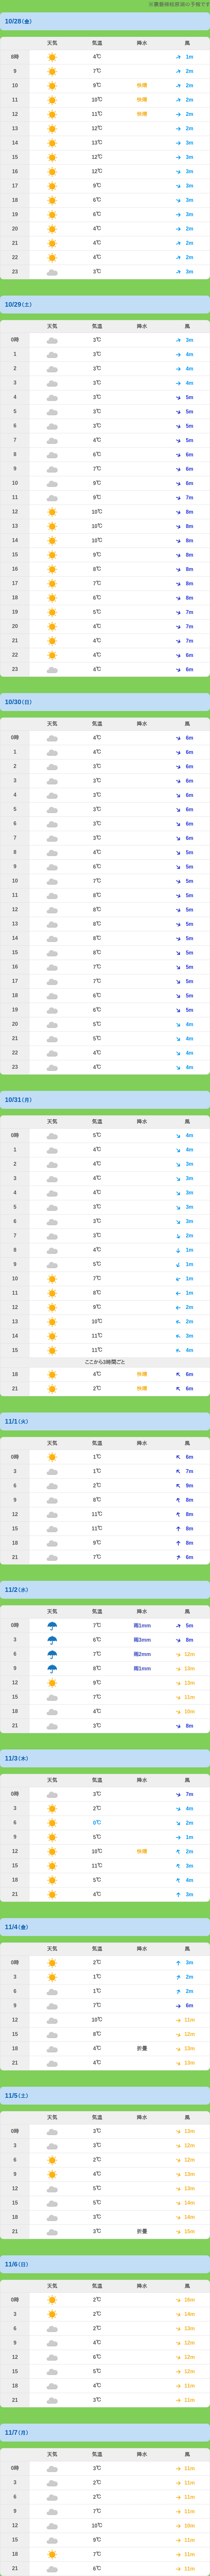 ※裏磐梯桧原湖の予報です
10/28 (金)
天気 気温 降水 風
0時 4℃ 1m
9 7℃ 2m
10 9℃ 快晴 2m
11 10℃ 快晴 2m
12 11℃ 快晴 2m
13 12℃ 2m
14 13℃ 3m
15 12℃ 3m
16 12℃ 3m
17 9℃ 3m
18 6℃ 3m
19 6℃ 3m
20 4℃ 2m
21 4℃ 2m
22 4℃ 2m
23 3℃ 3m
10/29 (土)
天気 気温 降水 風
0時 3℃ 3m
1 3℃ 4m
2 3℃ 4m
3 3℃ 4m
4 3℃ 5m
5 3℃ 5m
6 3℃ 5m
7 4℃ 5m
8 6℃ 6m
9 7℃ 6m
10 9℃ 6m
11 9℃ 7m
12 10℃ 8m
13 10℃ 8m
14 10℃ 8m
15 9℃ 8m
16 8℃ 8m
17 7℃ 8m
18 6℃ 8m
19 5℃ 7m
20 4℃ 7m
21 4℃ 7m
22 4℃ 6m
23 4℃ 6m
10/30 (日)
天気 気温 降水 風
0時 4℃ 6m
1 4℃ 6m
2 3℃ 6m
3 3℃ 6m
4 3℃ 6m
5 3℃ 6m
6 3℃ 6m
7 3℃ 6m
8 4℃ 5m
9 6℃ 5m
10 7℃ 5m
11 8℃ 5m
12 8℃ 5m
13 8℃ 5m
14 8℃ 5m
15 8℃ 5m
16 7℃ 5m
17 7℃ 5m
18 6℃ 5m
19 6℃ 5m
20 5℃ 4m
21 5℃ 4m
22 4℃ 4m
23 4℃ 4m
10/31 (月)
天気 気温 降水 風
0時 5℃ 4m
1 4℃ 4m
2 4℃ 3m
3 4℃ 3m
4 4℃ 3m
5 3℃ 3m
6 3℃ 3m
7 3℃ 2m
8 4℃ 1m
9 5℃ 1m
10 7℃ 1m
11 8℃ 1m
12 9℃ 2m
13 10℃ 2m
14 11℃ 3m
15 11℃ 4m
ここから3時間ごと
18 4℃ 快晴 6m
21 2℃ 快晴 6m
11/1 (火)
天気 気温 降水 風
0時 1℃ 6m
3 1℃ 7m
6 2℃ 9m
9 8℃ 8m
12 11℃ 8m
15 11℃ 8m
18 9℃ 8m
21 7℃ 6m
11/2 (水)
天気 気温 降水 風
0時 7℃ 雨1mm 5m
3 6℃ 雨3mm 8m
6 7℃ 雨2mm 12m
9 8℃ 雨1mm 13m
12 9℃ 13m
15 7℃ 11m
18 4℃ 10m
21 3℃ 8m
11/3 (木)
天気 気温 降水 風
0時 3℃ 7m
3 2℃ 4m
6 0℃ 2m
9 5℃ 1m
12 10℃ 快晴 2m
15 11℃ 3m
18 5℃ 4m
21 4℃ 3m
11/4 (金)
天気 気温 降水 風
0時 2℃ 3m
3 1℃ 2m
6 1℃ 2m
9 7℃ 6m
12 10℃ 11m
15 8℃ 12m
18 4℃ 折曇 13m
21 4℃ 13m
11/5 (土)
天気 気温 降水 風
0時 3℃ 13m
3 3℃ 12m
6 2℃ 12m
9 4℃ 13m
12 5℃ 13m
15 5℃ 14m
18 3℃ 14m
21 3℃ 折曇 15m
11/6 (日)
天気 気温 降水 風
0時 2℃ 16m
3 2℃ 14m
6 2℃ 13m
9 4℃ 12m
12 6℃ 12m
15 5℃ 12m
18 4℃ 11m
21 3℃ 11m
11/7 (月)
天気 気温 降水 風
0時 3℃ 11m
3 2℃ 11m
6 2℃ 11m
9 7℃ 11m
12 10℃ 10m
15 9℃ 11m
18 7℃ 11m
21 6℃ 11m